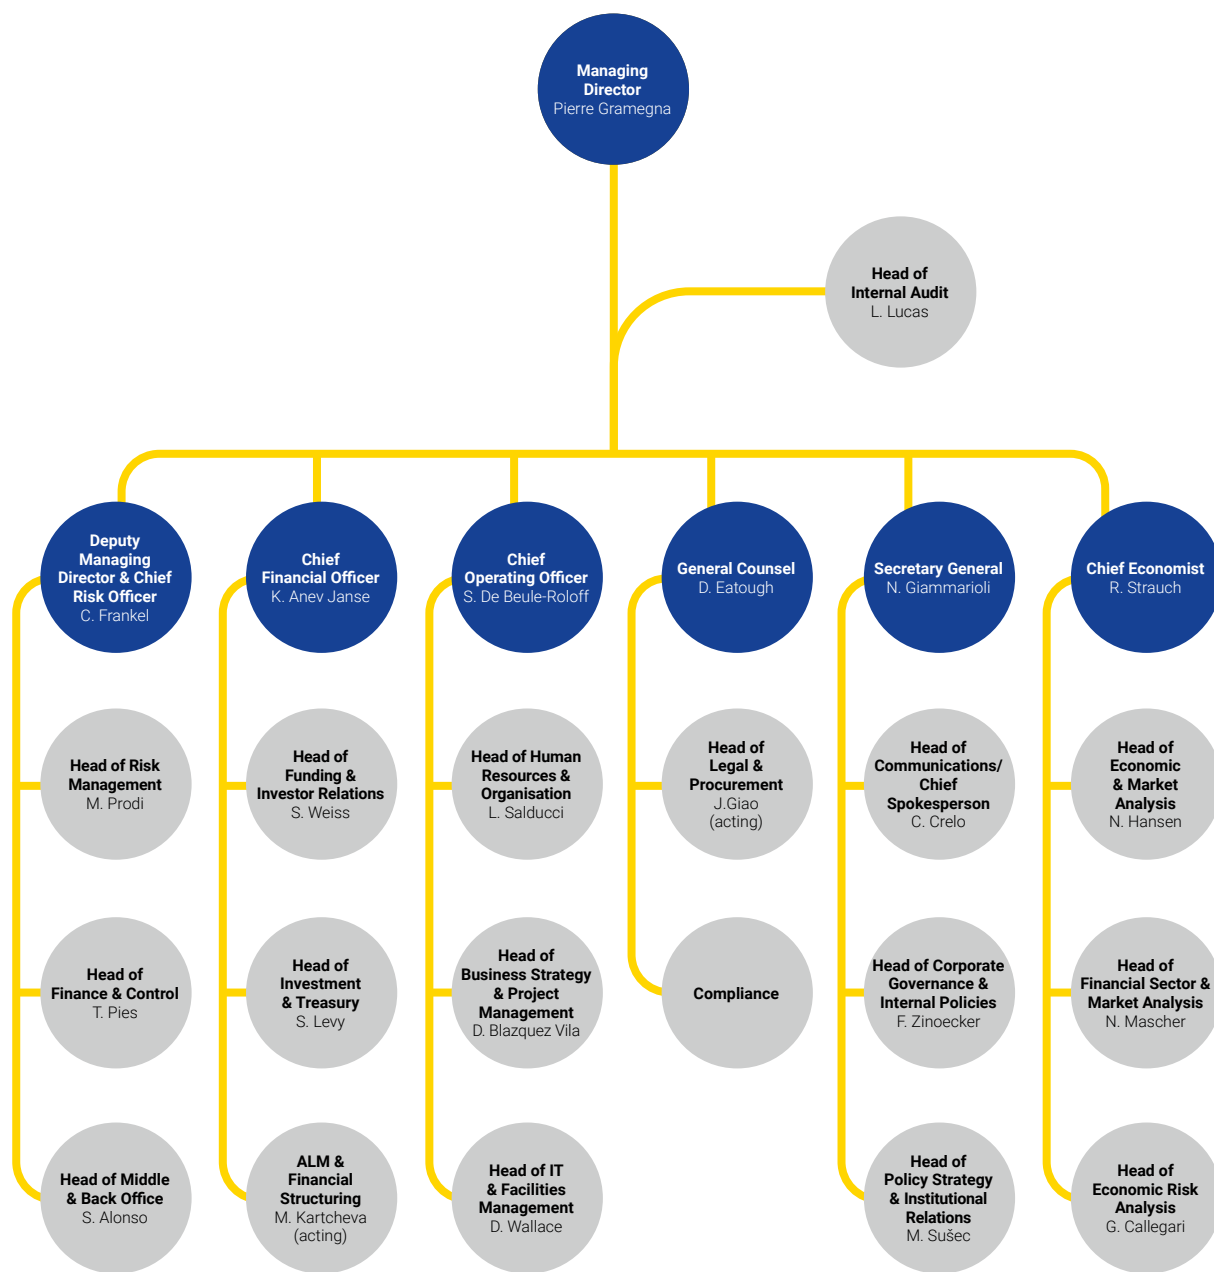 Managing
Director
Pierre Gramegna
Head of
Internal Audit
L. Lucas
Deputy
Managing
Director & Chief
Risk Officer
C. Frankel
Chief
Financial Officer
K. Anev Janse
Chief
Operating Officer
S. De Beule-Roloff
General Counsel
D. Eatough
Secretary General
N. Giammarioli
Chief Economist
R. Strauch
Head of Risk
Management
M. Prodi
Head of
Funding &
Investor Relations
S. Weiss
Head of Human
Resources &
Organisation
L. Salducci
Head of
Legal &
Procurement
J.Giao
(acting)
Head of
Communications/
Chief
Spokesperson
C. Crelo
Head of
Economic
& Market
Analysis
N. Hansen
Head of
Finance & Control
T. Pies
Head of
Investment
& Treasury
S. Levy
Head of
Business Strategy
& Project
Management
D. Blazquez Vila
Compliance
Head of Corporate
Governance &
Internal Policies
F. Zinoecker
Head of
Financial Sector &
Market Analysis
N. Mascher
Head of Middle
& Back Office
S. Alonso
ALM &
Financial
Structuring
M. Kartcheva
(acting)
Head of IT
& Facilities
Management
D. Wallace
Head of
Policy Strategy
& Institutional
Relations
M. Sušec
Head of
Economic Risk
Analysis
G. Callegari